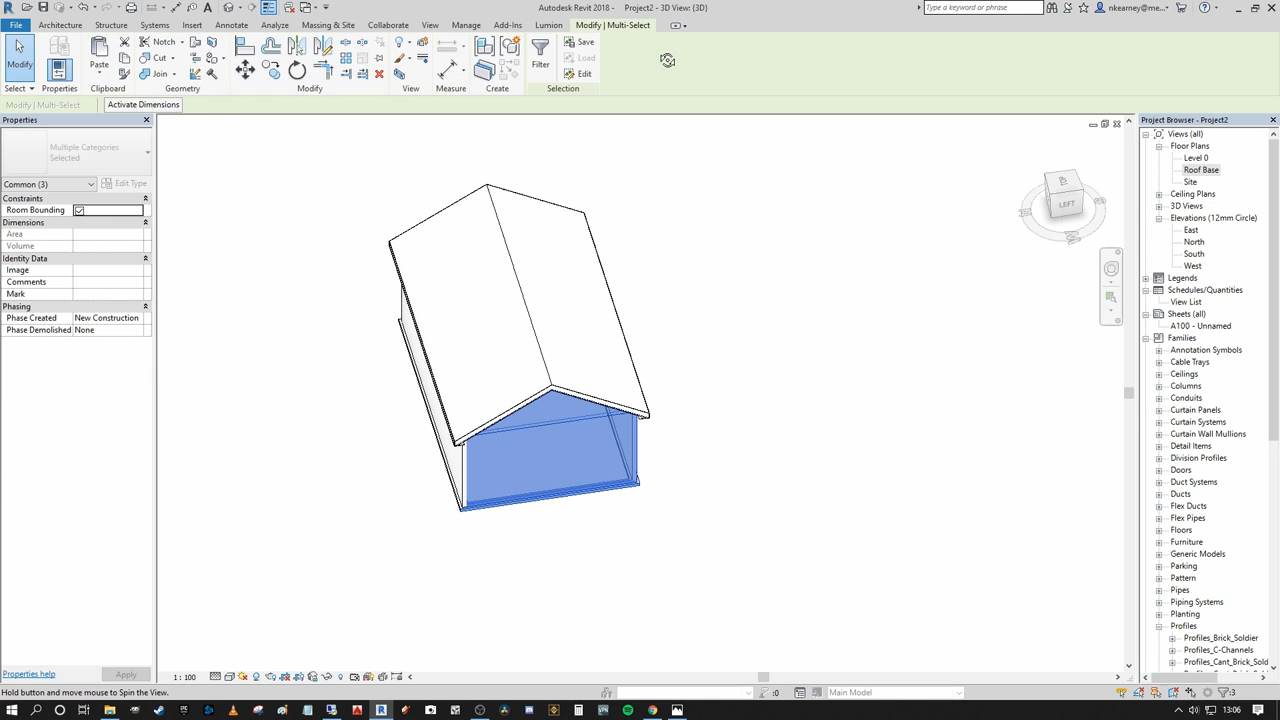 Autodesk Revit 2018 - Project2 - 3D View: {3D}
Type a keyword or phrase
nkearney@me...
File
Architecture
Structure
Systems
Insert
Annotate
Analyze
Massing & Site
Collaborate
View
Manage
Add-Ins
Lumion
Modify | Multi-Select
Modify
Select
Properties
Paste
Clipboard
Notch
Cut
Join
Geometry
Modify
View
Measure
Create
Filter
Save
Load
Edit
Selection
Modify | Multi-Select
Activate Dimensions
Properties
Multiple Categories
Selected
Common (3)
Edit Type
Constraints
Room Bounding
Dimensions
Area
Volume
Identity Data
Image
Comments
Mark
Phasing
Phase Created New Construction
Phase Demolished None
Properties help
Apply
LEFT
1 : 100
Project Browser - Project2
Views (all)
Floor Plans
Level 0
Roof Base
Site
Ceiling Plans
3D Views
Elevations (12mm Circle)
East
North
South
West
Legends
Schedules/Quantities
View List
Sheets (all)
A100 - Unnamed
Families
Annotation Symbols
Cable Trays
Ceilings
Columns
Conduits
Curtain Panels
Curtain Systems
Curtain Wall Mullions
Detail Items
Division Profiles
Doors
Duct Systems
Ducts
Flex Ducts
Flex Pipes
Floors
Furniture
Generic Models
Parking
Pattern
Pipes
Piping Systems
Planting
Profiles
Profiles_Brick_Soldier
Profiles_C-Channels
Profiles_Cant_Brick_Sold
Hold button and move mouse to Spin the View.
:0
Main Model
:3
13:06